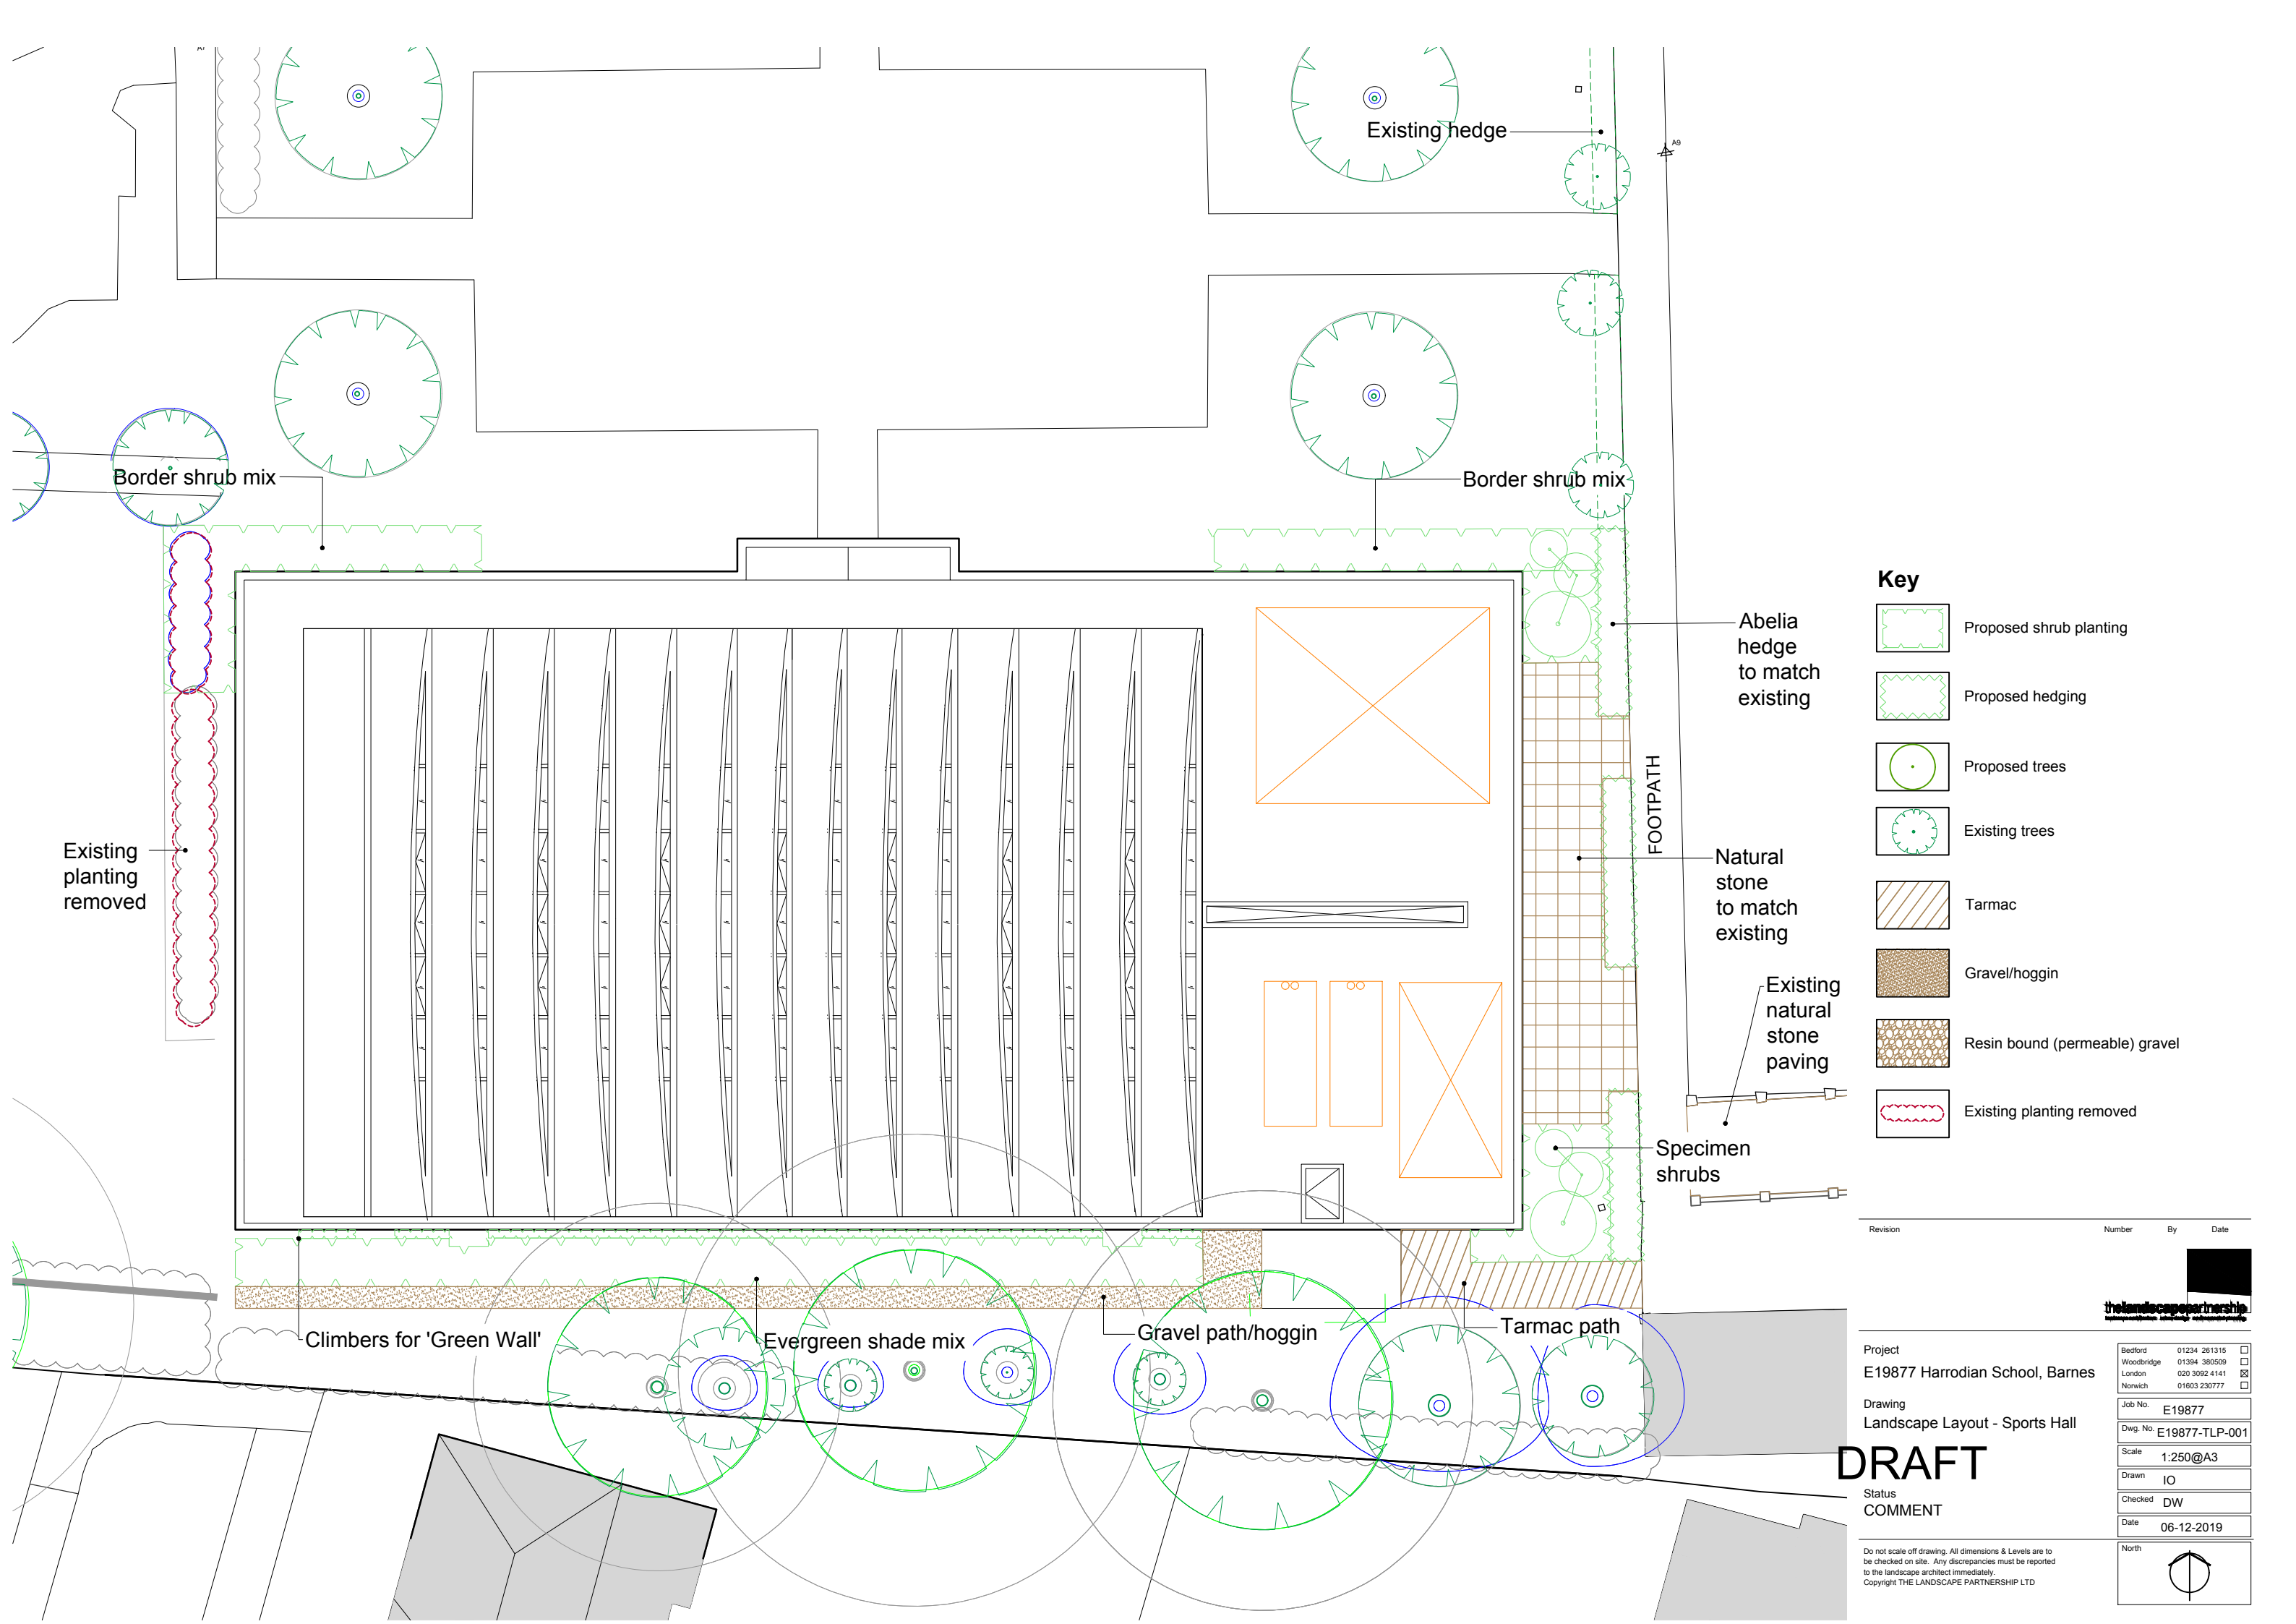 A7
Existing hedge
A9
Border shrub mix
Border shrub mix
Abelia
hedge
to match
existing
FOOTPATH
Existing
planting
removed
Natural
stone
to match
existing
Existing
natural
stone
paving
Specimen
shrubs
Climbers for 'Green Wall'
Evergreen shade mix
Gravel path/hoggin
Tarmac path
Key
Proposed shrub planting
Proposed hedging
Proposed trees
Existing trees
Tarmac
Gravel/hoggin
Resin bound (permeable) gravel
Existing planting removed
Revision Number By Date
thelandscapepartnership
Project
E19877 Harrodian School, Barnes
Drawing
Landscape Layout - Sports Hall
DRAFT
Status
COMMENT
Bedford 01234 261315
Woodbridge 01394 380509
London 020 3092 4141
Norwich 01603 230777
Job No. E19877
Dwg. No. E19877-TLP-001
Scale 1:250@A3
Drawn IO
Checked DW
Date 06-12-2019
North
Do not scale off drawing. All dimensions & Levels are to
be checked on site. Any discrepancies must be reported
to the landscape architect immediately.
Copyright THE LANDSCAPE PARTNERSHIP LTD